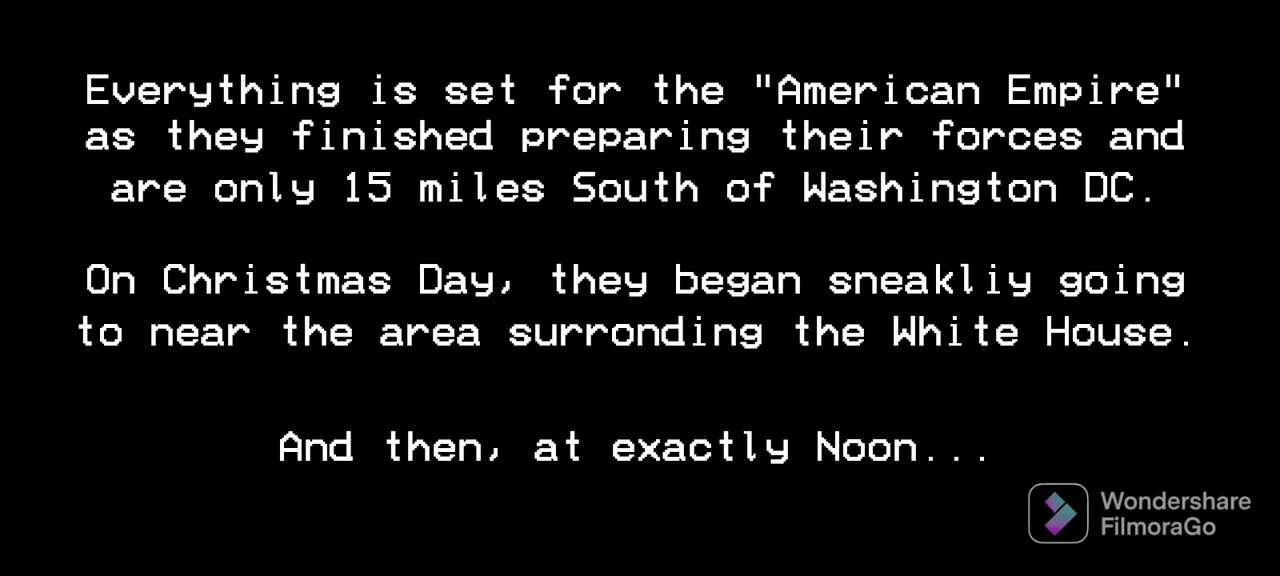 Everything is set for the "American Empire"
as they finished preparing their forces and
are only 15 miles South of Washington DC.
On Christmas Day, they began sneakliy going
to near the area surronding the White House.
And then, at exactly Noon...
Wondershare
FilmoraGo